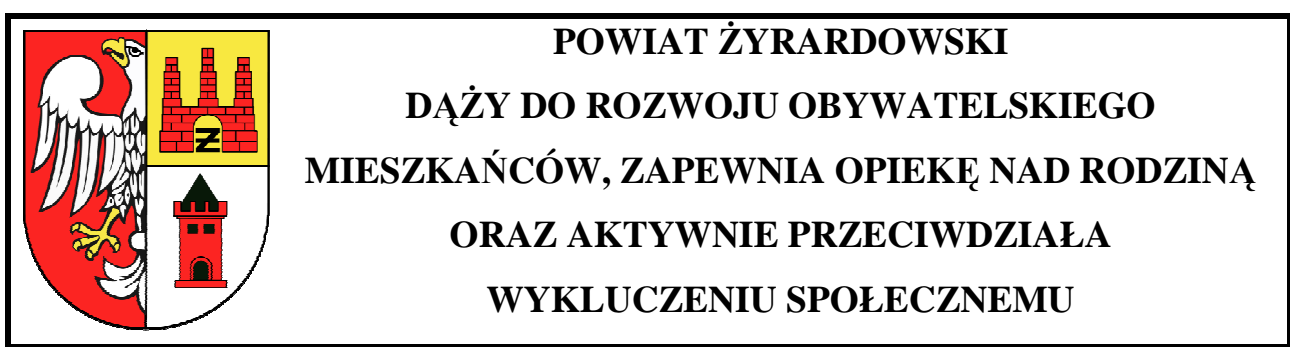 POWIAT ŻYRARDOWSKI
DĄŻY DO ROZWOJU OBYWATELSKIEGO
MIESZKAŃCÓW, ZAPEWNIA OPIEKĘ NAD RODZINĄ
ORAZ AKTYWNIE PRZECIWDZIAŁA
WYKLUCZENIU SPOŁECZNEMU
Ż